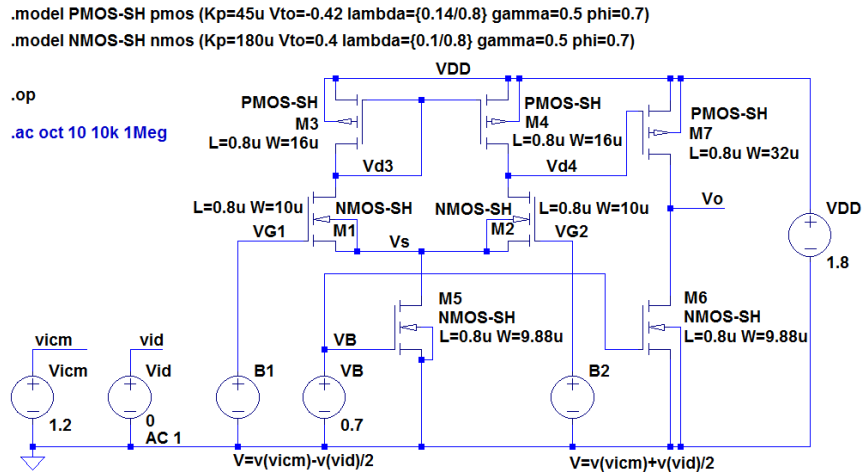 .model PMOS-SH pmos (Kp=45u Vto=-0.42 lambda={0.14/0.8} gamma=0.5 phi=0.7)
.model NMOS-SH nmos (Kp=180u Vto=0.4 lambda={0.1/0.8} gamma=0.5 phi=0.7)
.op
.ac oct 10 10k 1Meg
VDD
PMOS-SH
M3
L=0.8u W=16u
PMOS-SH
M4
L=0.8u W=16u
PMOS-SH
M7
L=0.8u W=32u
Vd3
Vd4
L=0.8u W=10u
NMOS-SH
M1
VG1
NMOS-SH
M2
L=0.8u W=10u
VG2
Vo
VDD
1.8
Vs
M5
NMOS-SH
L=0.8u W=9.88u
M6
NMOS-SH
L=0.8u W=9.88u
VB
vicm
Vicm
1.2
vid
Vid
0
AC 1
B1
V=v(vicm)-v(vid)/2
VB
0.7
B2
V=v(vicm)+v(vid)/2